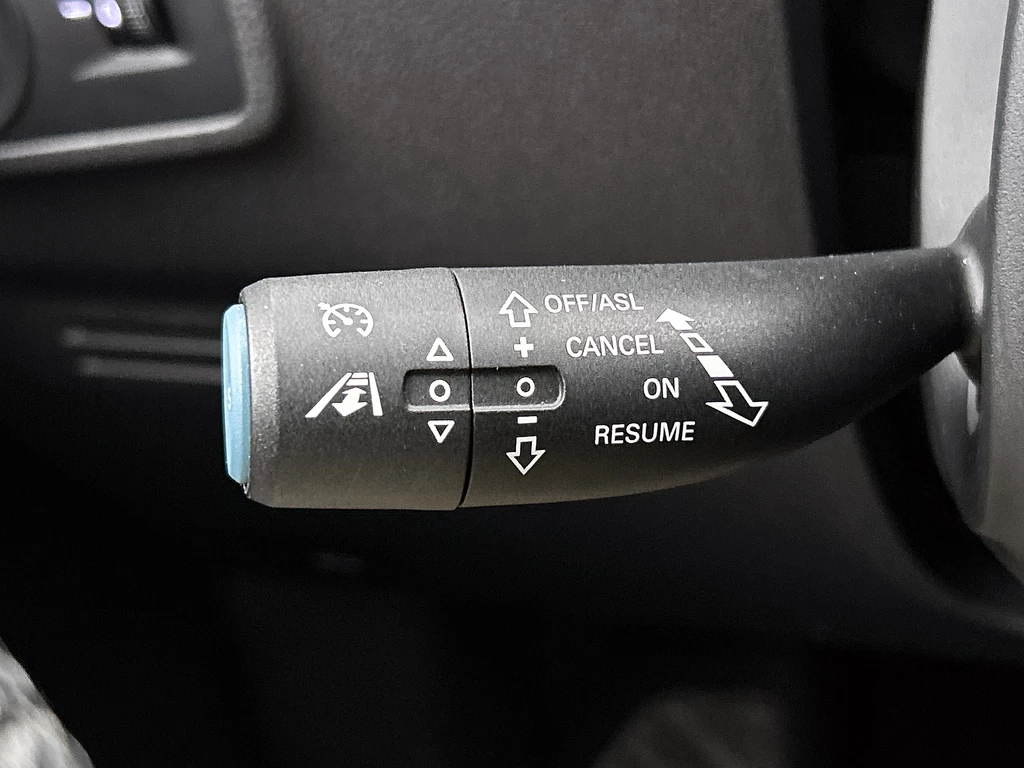 OFF/ASL
+
CANCEL
ON
-
RESUME